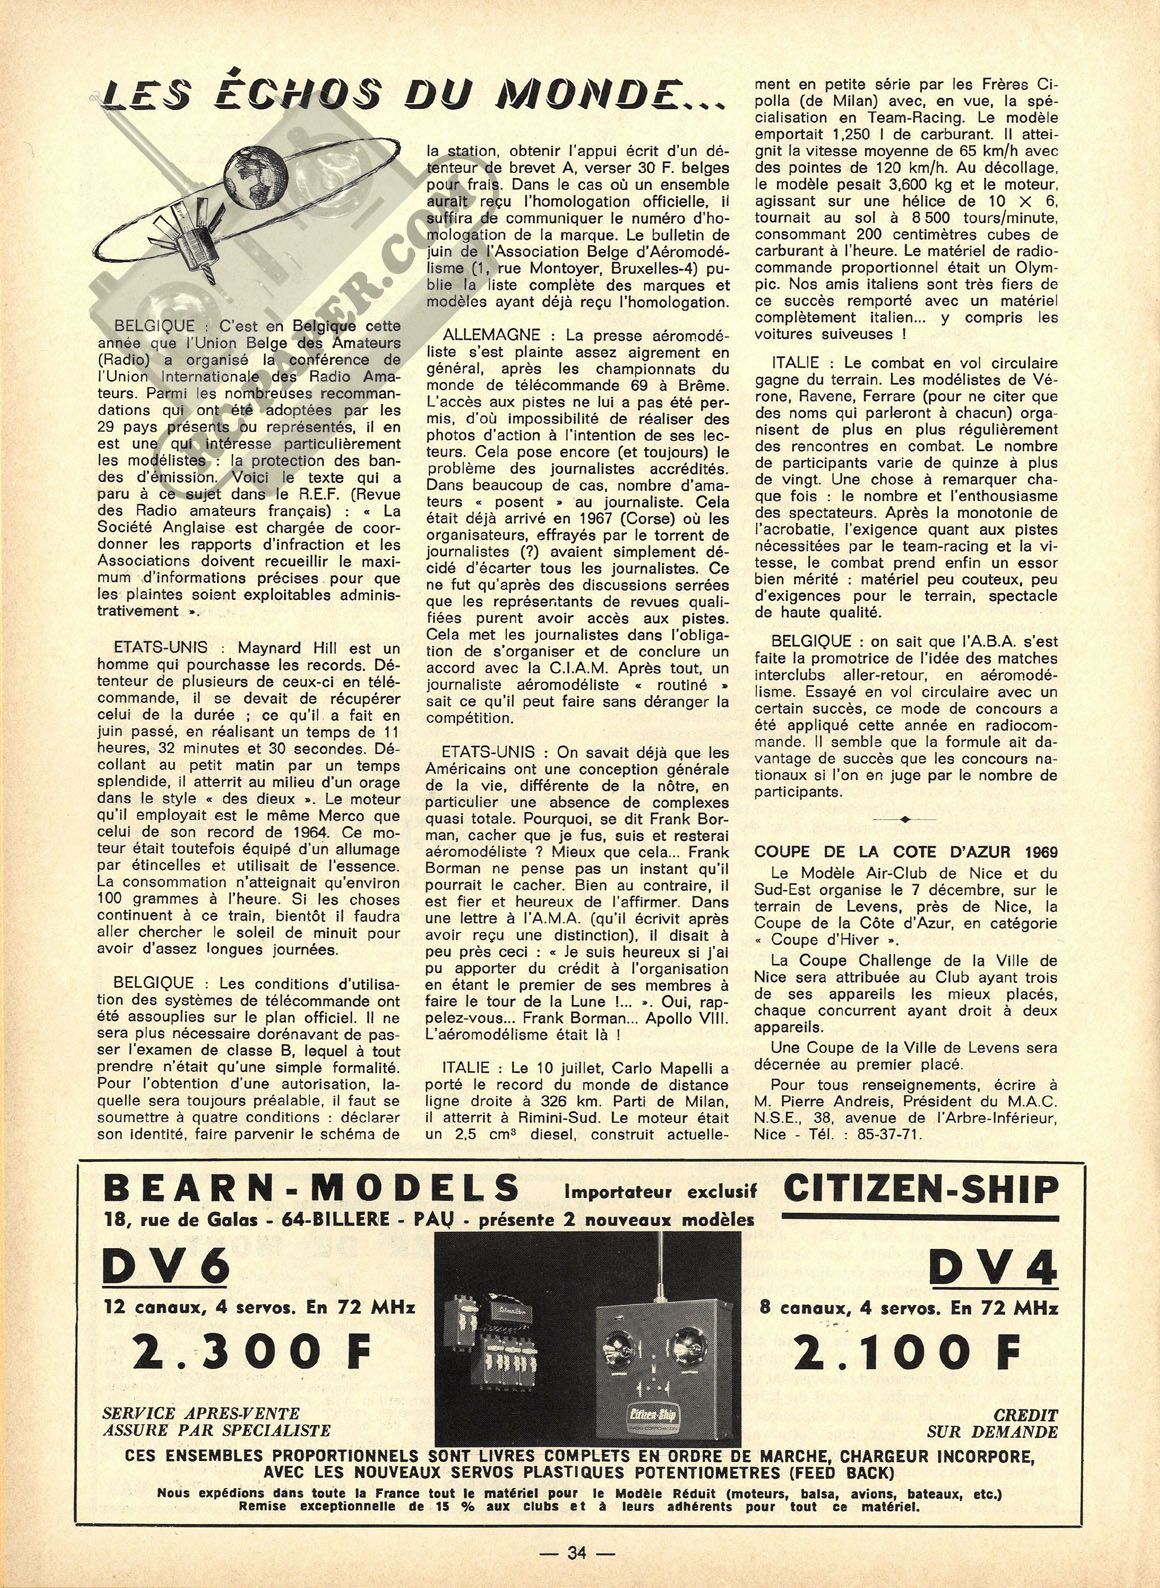 LES ÉCHOS DU MONDE...
BELGIQUE : C'est en Belgique cette
année que l'Union Belge des Amateurs
(Radio) a organisé la conférence de
l'Union Internationale des Radio Ama-
teurs. Parmi les nombreuses recomman-
dations qui ont été adoptées par les
29 pays présents ou représentés, il en
est une qui intéresse particulièrement
les modélistes : la protection des ban-
des d'émission. Voici le texte qui a
paru à ce sujet dans le R.E.F. (Revue
des Radio amateurs français) : « La
Société Anglaise est chargée de coor-
donner les rapports d'infraction et les
Associations doivent recueillir le maxi-
mum d'informations précises pour que
les plaintes soient exploitables adminis-
trativement ».
ETATS-UNIS : Maynard Hill est un
homme qui pourchasse les records. Dé-
tenteur de plusieurs de ceux-ci en télé-
commande, il se devait de récupérer
celui de la durée ; ce qu'il a fait en
juin passé, en réalisant un temps de 11
heures, 32 minutes et 30 secondes. Dé-
collant au petit matin par un temps
splendide, il atterrit au milieu d'un orage
dans le style « des dieux ». Le moteur
qu'il employait est le même Merco que
celui de son record de 1964. Ce mo-
teur était toutefois équipé d'un allumage
par étincelles et utilisait de l'essence.
La consommation n'atteignait qu'environ
100 grammes à l'heure. Si les choses
continuent à ce train, bientôt il faudra
aller chercher le soleil de minuit pour
avoir d'assez longues journées.
BELGIQUE : Les conditions d'utilisa-
tion des systèmes de télécommande ont
été assouplies sur le plan officiel. Il ne
sera plus nécessaire dorénavant de pas-
ser l'examen de classe B, lequel à tout
prendre n'était qu'une simple formalité.
Pour l'obtention d'une autorisation, la-
quelle sera toujours préalable, il faut se
soumettre à quatre conditions : déclarer
son identité, faire parvenir le schéma de
la station, obtenir l'appui écrit d'un dé-
tenteur de brevet A, verser 30 F. belges
pour frais. Dans le cas où un ensemble
aurait reçu l'homologation officielle, il
suffira de communiquer le numéro d'ho-
mologation de la marque. Le bulletin de
juin de l'Association Belge d'Aéromodé-
lisme (1, rue Montoyer, Bruxelles-4) pu-
blie la liste complète des marques et
modèles ayant déjà reçu l'homologation.
ALLEMAGNE : La presse aéromodé-
liste s'est plainte assez aigrement en
général, après les championnats du
monde de télécommande 69 à Brême.
L'accès aux pistes ne lui a pas été per-
mis, d'où impossibilité de réaliser des
photos d'action à l'intention de ses lec-
teurs. Cela pose encore (et toujours) le
problème des journalistes accrédités.
Dans beaucoup de cas, nombre d'ama-
teurs « posent » au journaliste. Cela
était déjà arrivé en 1967 (Corse) où les
organisateurs, effrayés par le torrent de
journalistes (?) avaient simplement dé-
cidé d'écarter tous les journalistes. Ce
ne fut qu'après des discussions serrées
que les représentants de revues quali-
fiées purent avoir accès aux pistes.
Cela met les journalistes dans l'obliga-
tion de s'organiser et de conclure un
accord avec la C.I.A.M. Après tout, un
journaliste aéromodéliste « routiné »
sait ce qu'il peut faire sans déranger la
compétition.
ETATS-UNIS : On savait déjà que les
Américains ont une conception générale
de la vie, différente de la nôtre, en
particulier une absence de complexes
quasi totale. Pourquoi, se dit Frank Bor-
man, cacher que je fus, suis et resterai
aéromodéliste ? Mieux que cela... Frank
Borman ne pense pas un instant qu'il
pourrait le cacher. Bien au contraire, il
est fier et heureux de l'affirmer. Dans
une lettre à l'A.M.A. (qu'il écrivit après
avoir reçu une distinction), il disait à
peu près ceci : « Je suis heureux si j'ai
pu apporter du crédit à l'organisation
en étant le premier de ses membres à
faire le tour de la Lune !... ». Oui, rap-
pelez-vous... Frank Borman... Apollo VIII.
L'aéromodélisme était là !
ITALIE : Le 10 juillet, Carlo Mapelli a
porté le record du monde de distance
ligne droite à 326 km. Parti de Milan,
il atterrit à Rimini-Sud. Le moteur était
un 2,5 cm³ diesel, construit actuelle-
ment en petite série par les Frères Ci-
polla (de Milan) avec, en vue, la spé-
cialisation en Team-Racing. Le modèle
emportait 1,250 l de carburant. Il attei-
gnit la vitesse moyenne de 65 km/h avec
des pointes de 120 km/h. Au décollage,
le modèle pesait 3,600 kg et le moteur,
agissant sur une hélice de 10 × 6,
tournait au sol à 8 500 tours/minute,
consommant 200 centimètres cubes de
carburant à l'heure. Le matériel de radio-
commande proportionnel était un Olym-
pic. Nos amis italiens sont très fiers de
ce succès remporté avec un matériel
complètement italien... y compris les
voitures suiveuses !
ITALIE : Le combat en vol circulaire
gagne du terrain. Les modélistes de Vé-
rone, Ravene, Ferrare (pour ne citer que
des noms qui parleront à chacun) orga-
nisent de plus en plus régulièrement
des rencontres en combat. Le nombre
de participants varie de quinze à plus
de vingt. Une chose à remarquer cha-
que fois : le nombre et l'enthousiasme
des spectateurs. Après la monotonie de
l'acrobatie, l'exigence quant aux pistes
nécessitées par le team-racing et la vi-
tesse, le combat prend enfin un essor
bien mérité : matériel peu couteux, peu
d'exigences pour le terrain, spectacle
de haute qualité.
BELGIQUE : on sait que l'A.B.A. s'est
faite la promotrice de l'idée des matches
interclubs aller-retour, en aéromodé-
lisme. Essayé en vol circulaire avec un
certain succès, ce mode de concours a
été appliqué cette année en radiocom-
mande. Il semble que la formule ait da-
vantage de succès que les concours na-
tionaux si l'on en juge par le nombre de
participants.
COUPE DE LA COTE D'AZUR 1969
Le Modèle Air-Club de Nice et du
Sud-Est organise le 7 décembre, sur le
terrain de Levens, près de Nice, la
Coupe de la Côte d'Azur, en catégorie
« Coupe d'Hiver ».
La Coupe Challenge de la Ville de
Nice sera attribuée au Club ayant trois
de ses appareils les mieux placés,
chaque concurrent ayant droit à deux
appareils.
Une Coupe de la Ville de Levens sera
décernée au premier placé.
Pour tous renseignements, écrire à
M. Pierre Andreis, Président du M.A.C.
N.S.E., 38, avenue de l'Arbre-Inférieur,
Nice - Tél. : 85-37-71.
RCPAPER.COM
BEARN-MODELS Importateur exclusif CITIZEN-SHIP
18, rue de Galas - 64-BILLERE - PAU - présente 2 nouveaux modèles
DV6
12 canaux, 4 servos. En 72 MHz
2.300 F
SERVICE APRES-VENTE
ASSURE PAR SPECIALISTE
Citizen-Ship
Citizen-Ship
DV4
8 canaux, 4 servos. En 72 MHz
2.100 F
CREDIT
SUR DEMANDE
CES ENSEMBLES PROPORTIONNELS SONT LIVRES COMPLETS EN ORDRE DE MARCHE, CHARGEUR INCORPORE,
AVEC LES NOUVEAUX SERVOS PLASTIQUES POTENTIOMETRES (FEED BACK)
Nous expédions dans toute la France tout le matériel pour le Modèle Réduit (moteurs, balsa, avions, bateaux, etc.)
Remise exceptionnelle de 15 % aux clubs et à leurs adhérents pour tout ce matériel.
— 34 —